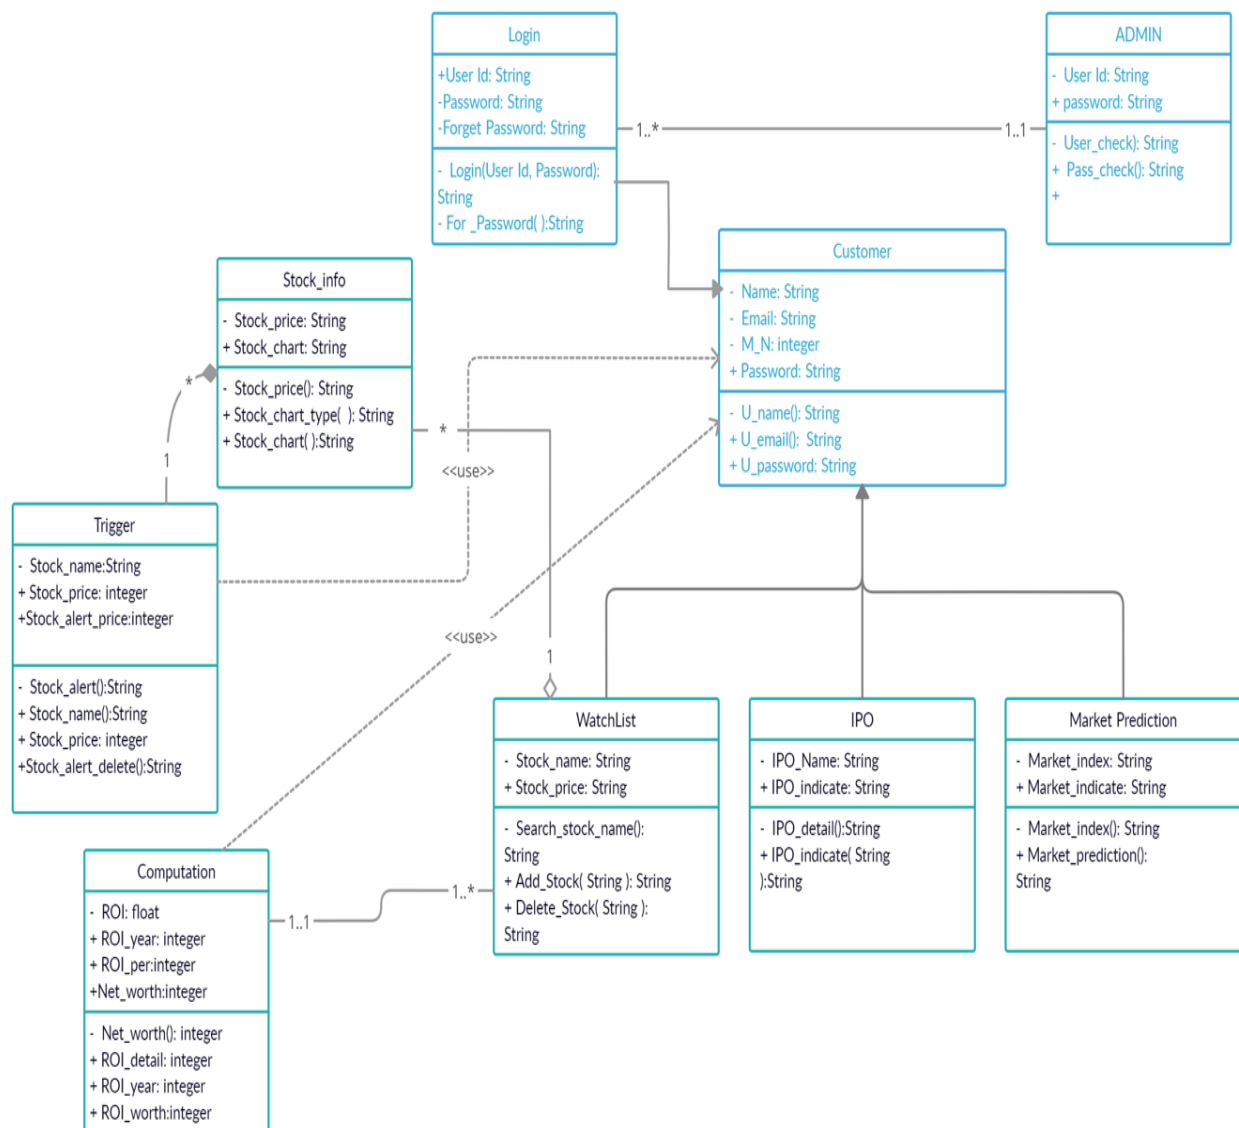 Login
+User Id: String
-Password: String
-Forget Password: String
- Login(User Id, Password):
String
- For _Password( ):String
ADMIN
- User Id: String
+ password: String
- User_check): String
+ Pass_check(): String
+
1..*
1..1
Customer
- Name: String
- Email: String
- M_N: integer
+ Password: String
- U_name(): String
+ U_email(): String
+ U_password: String
Stock_info
- Stock_price: String
+ Stock_chart: String
- Stock_price(): String
+ Stock_chart_type( ): String
+ Stock_chart( ):String
*
1
*
1
<<use>>
<<use>>
Trigger
- Stock_name:String
+ Stock_price: integer
+Stock_alert_price:integer
- Stock_alert():String
+ Stock_name():String
+ Stock_price: integer
+Stock_alert_delete():String
WatchList
- Stock_name: String
+ Stock_price: String
- Search_stock_name():
String
+ Add_Stock( String ): String
+ Delete_Stock( String ):
String
IPO
- IPO_Name: String
+ IPO_indicate: String
- IPO_detail():String
+ IPO_indicate( String
):String
Market Prediction
- Market_index: String
+ Market_indicate: String
- Market_index(): String
+ Market_prediction():
String
Computation
- ROI: float
+ ROI_year: integer
+ ROI_per:integer
+Net_worth:integer
- Net_worth(): integer
+ ROI_detail: integer
+ ROI_year: integer
+ ROI_worth:integer
1..1
1..*